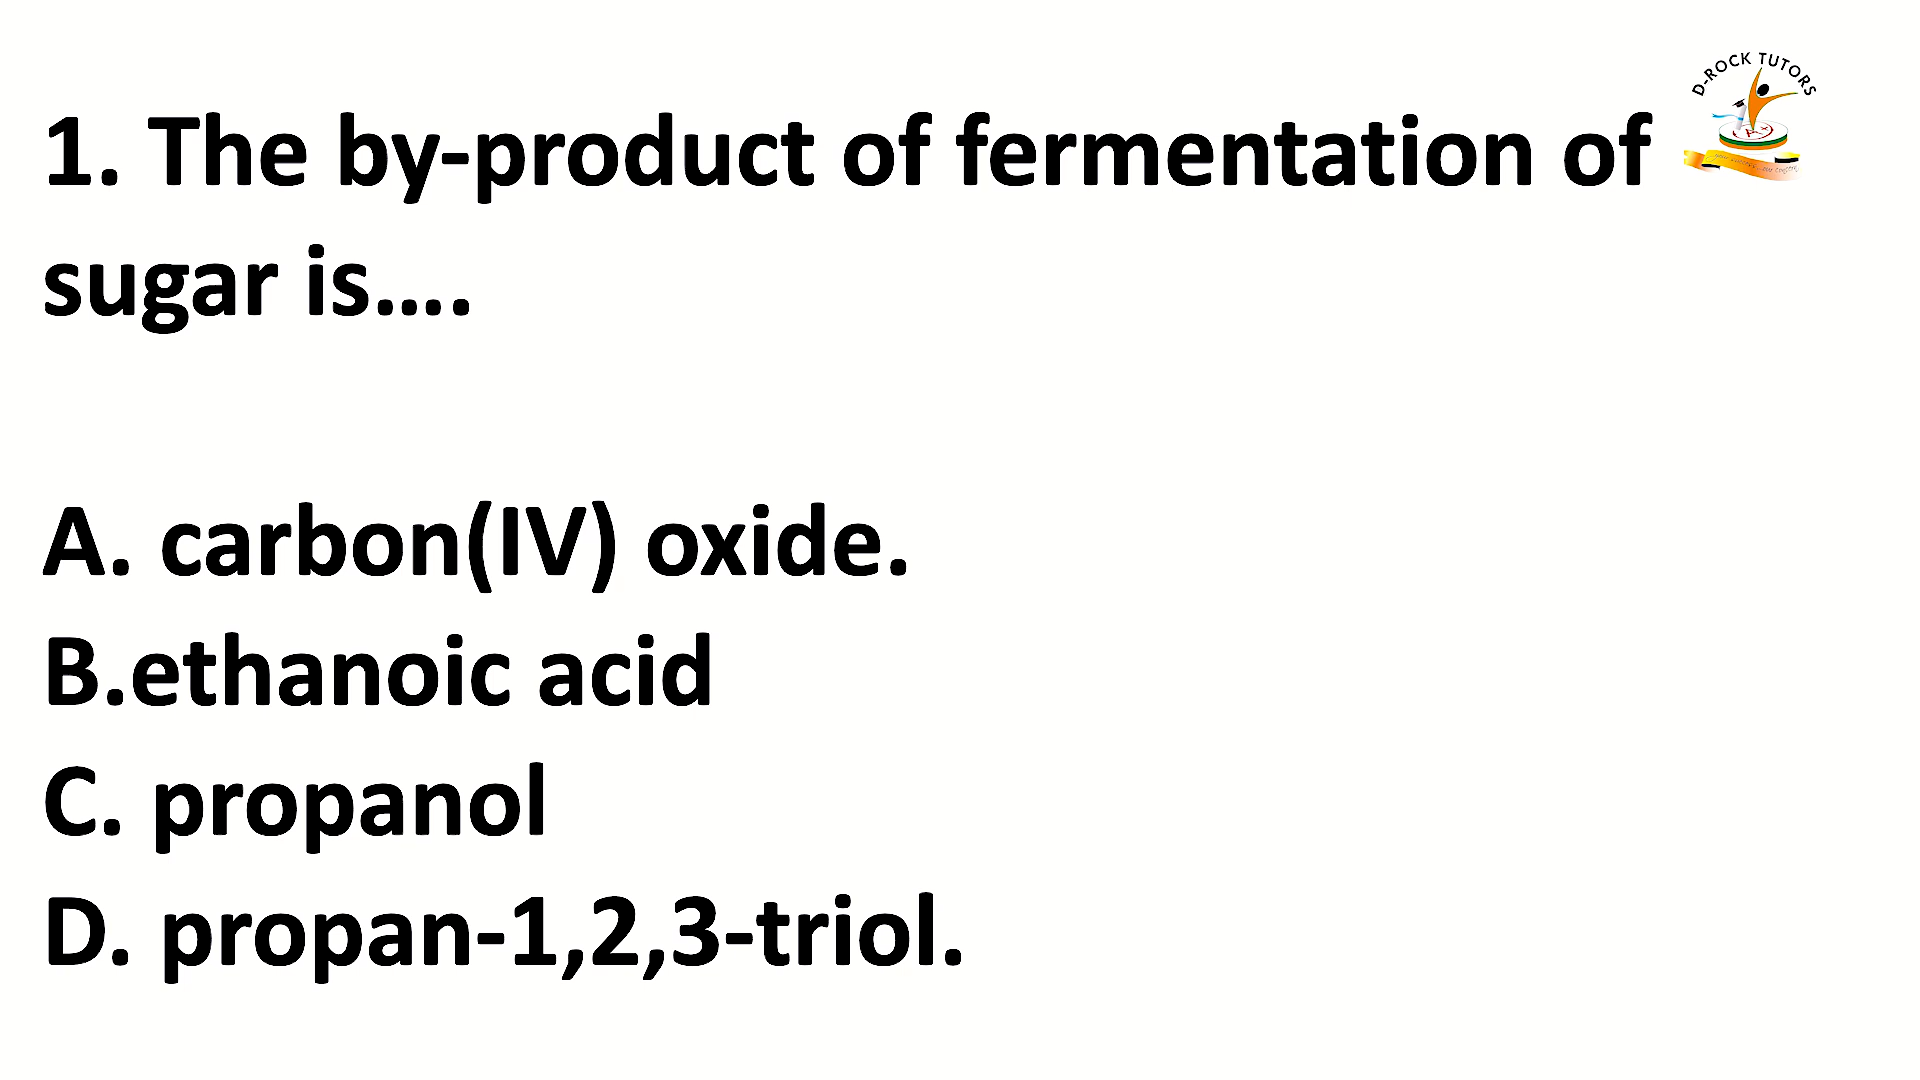 D-ROCK TUTORS
1. The by-product of fermentation of
sugar is....
A. carbon(IV) oxide.
B.ethanoic acid
C. propanol
D. propan-1,2,3-triol.